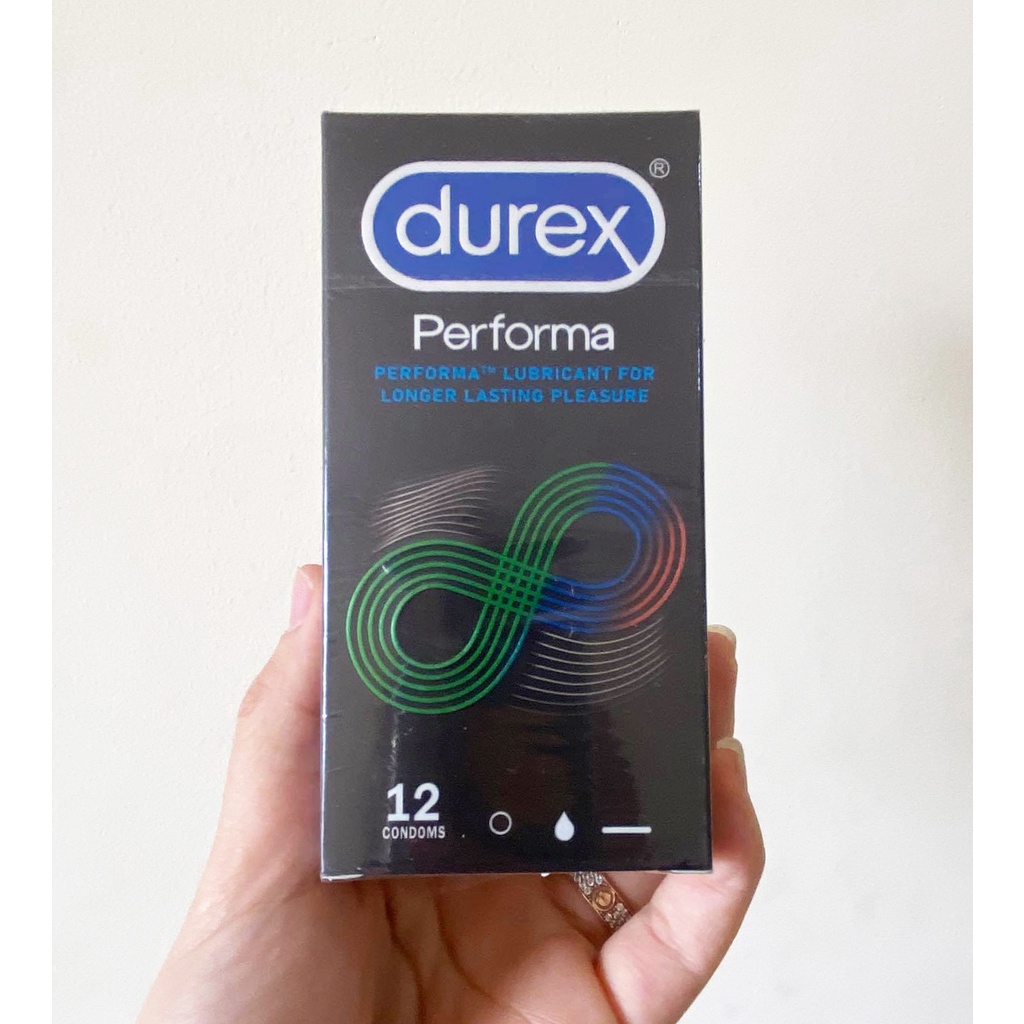 durex®
Performa
PERFORMA™ LUBRICANT FOR
LONGER LASTING PLEASURE
12
CONDOMS